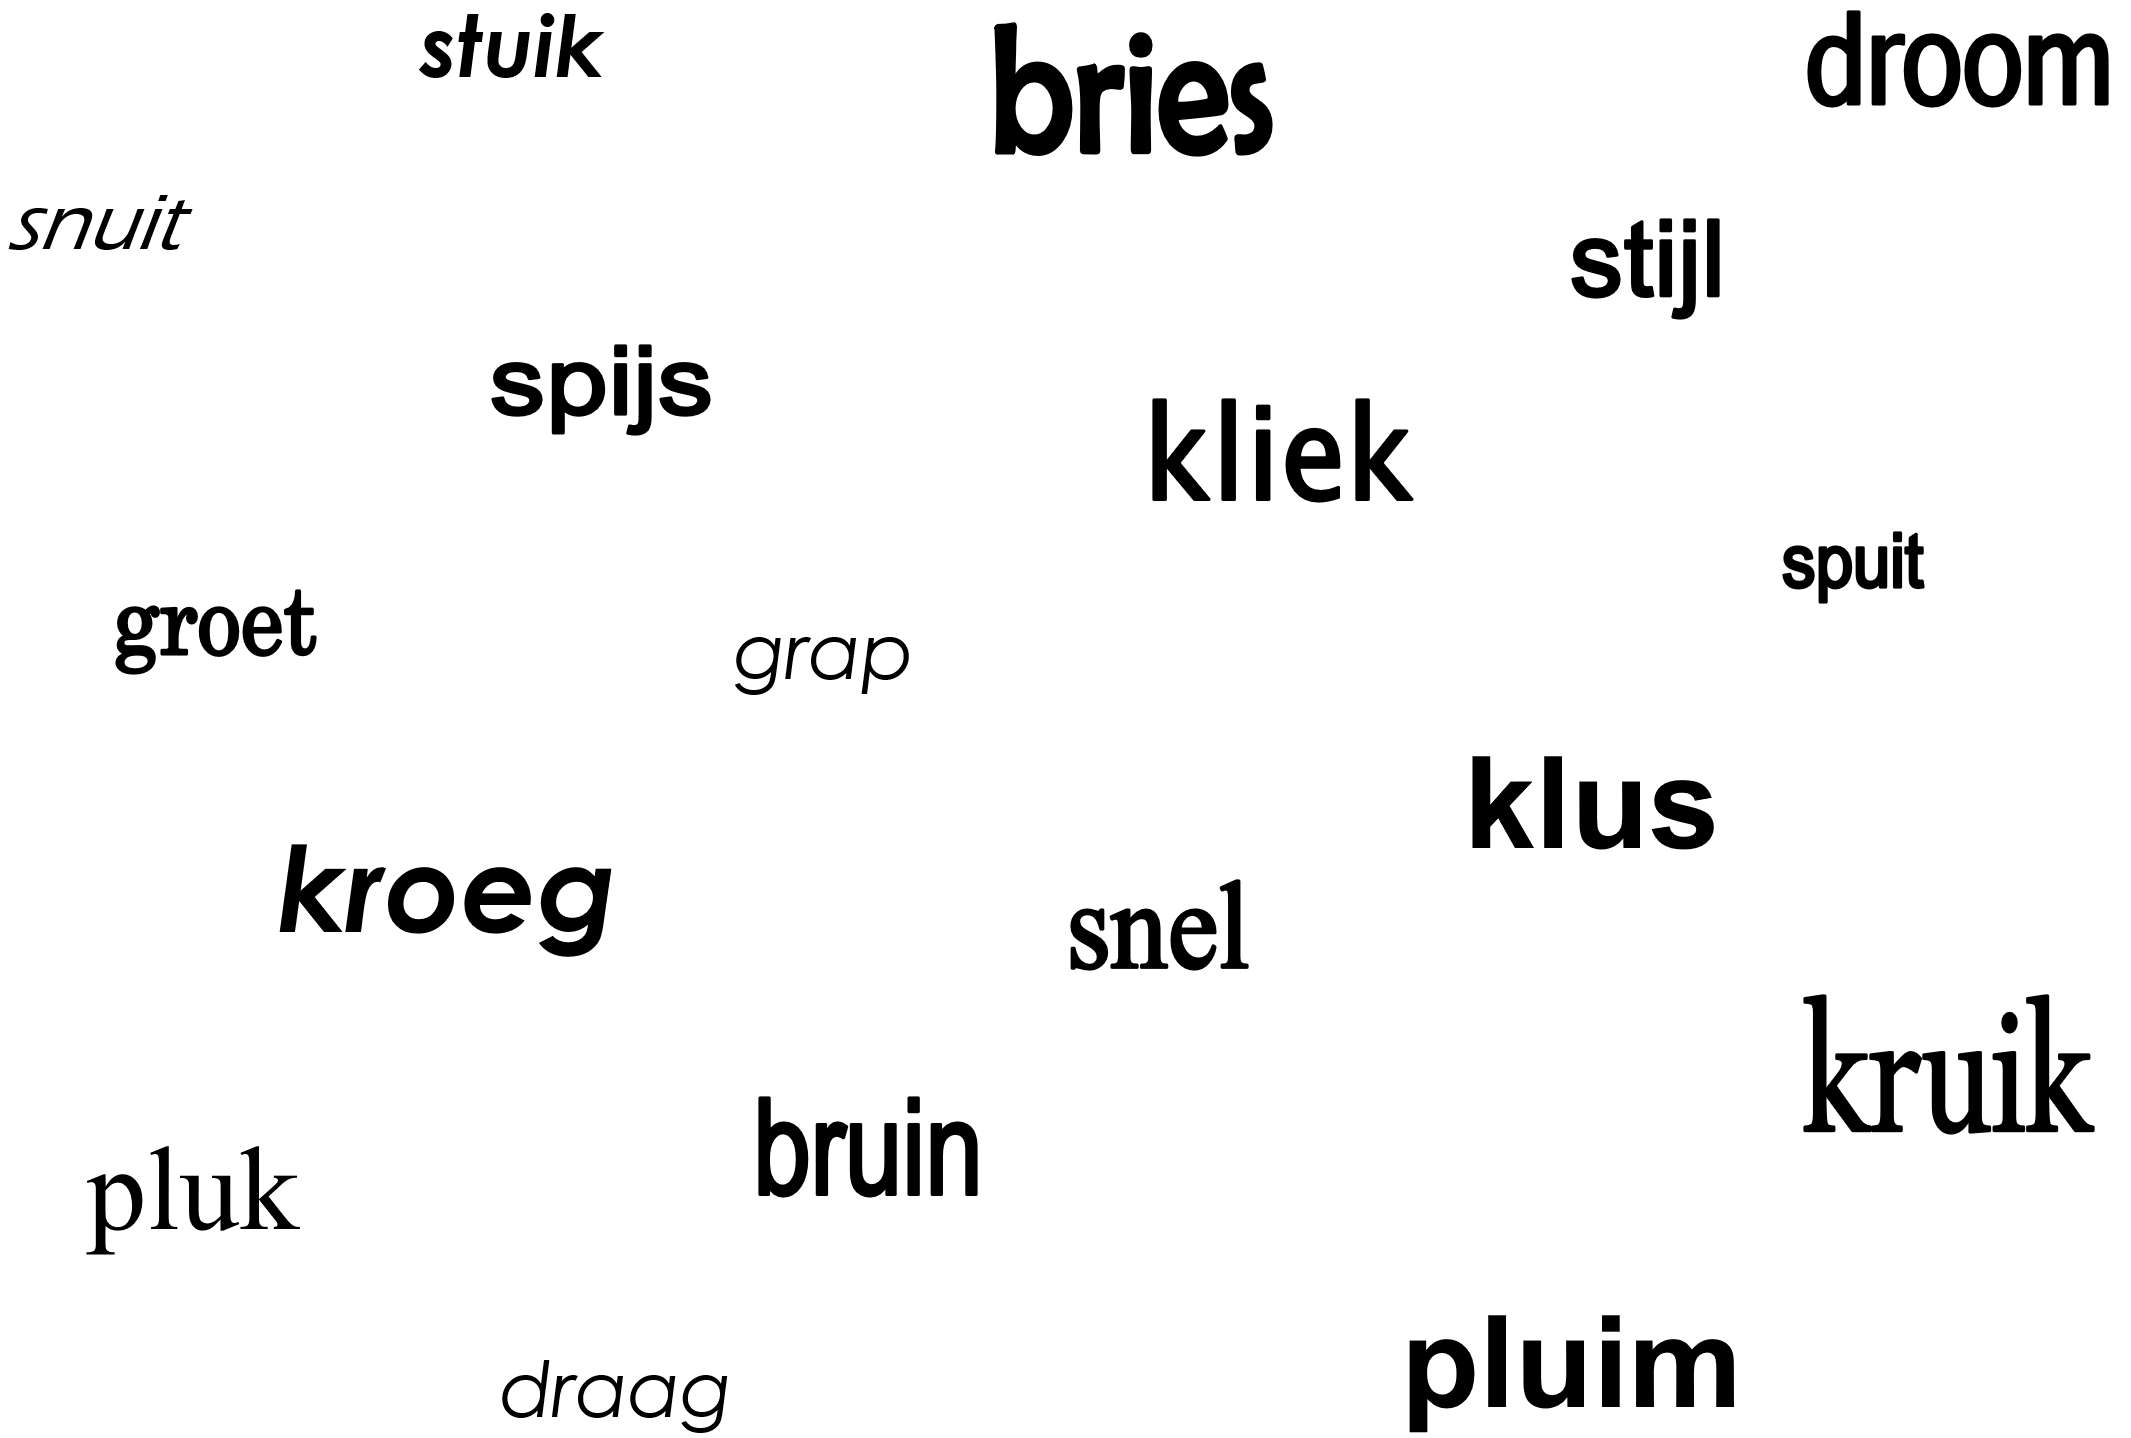 stuik
bries
droom
snuit
stijl
spijs
kliek
spuit
groet
grap
klus
kroeg
snel
kruik
bruin
pluk
pluim
draag